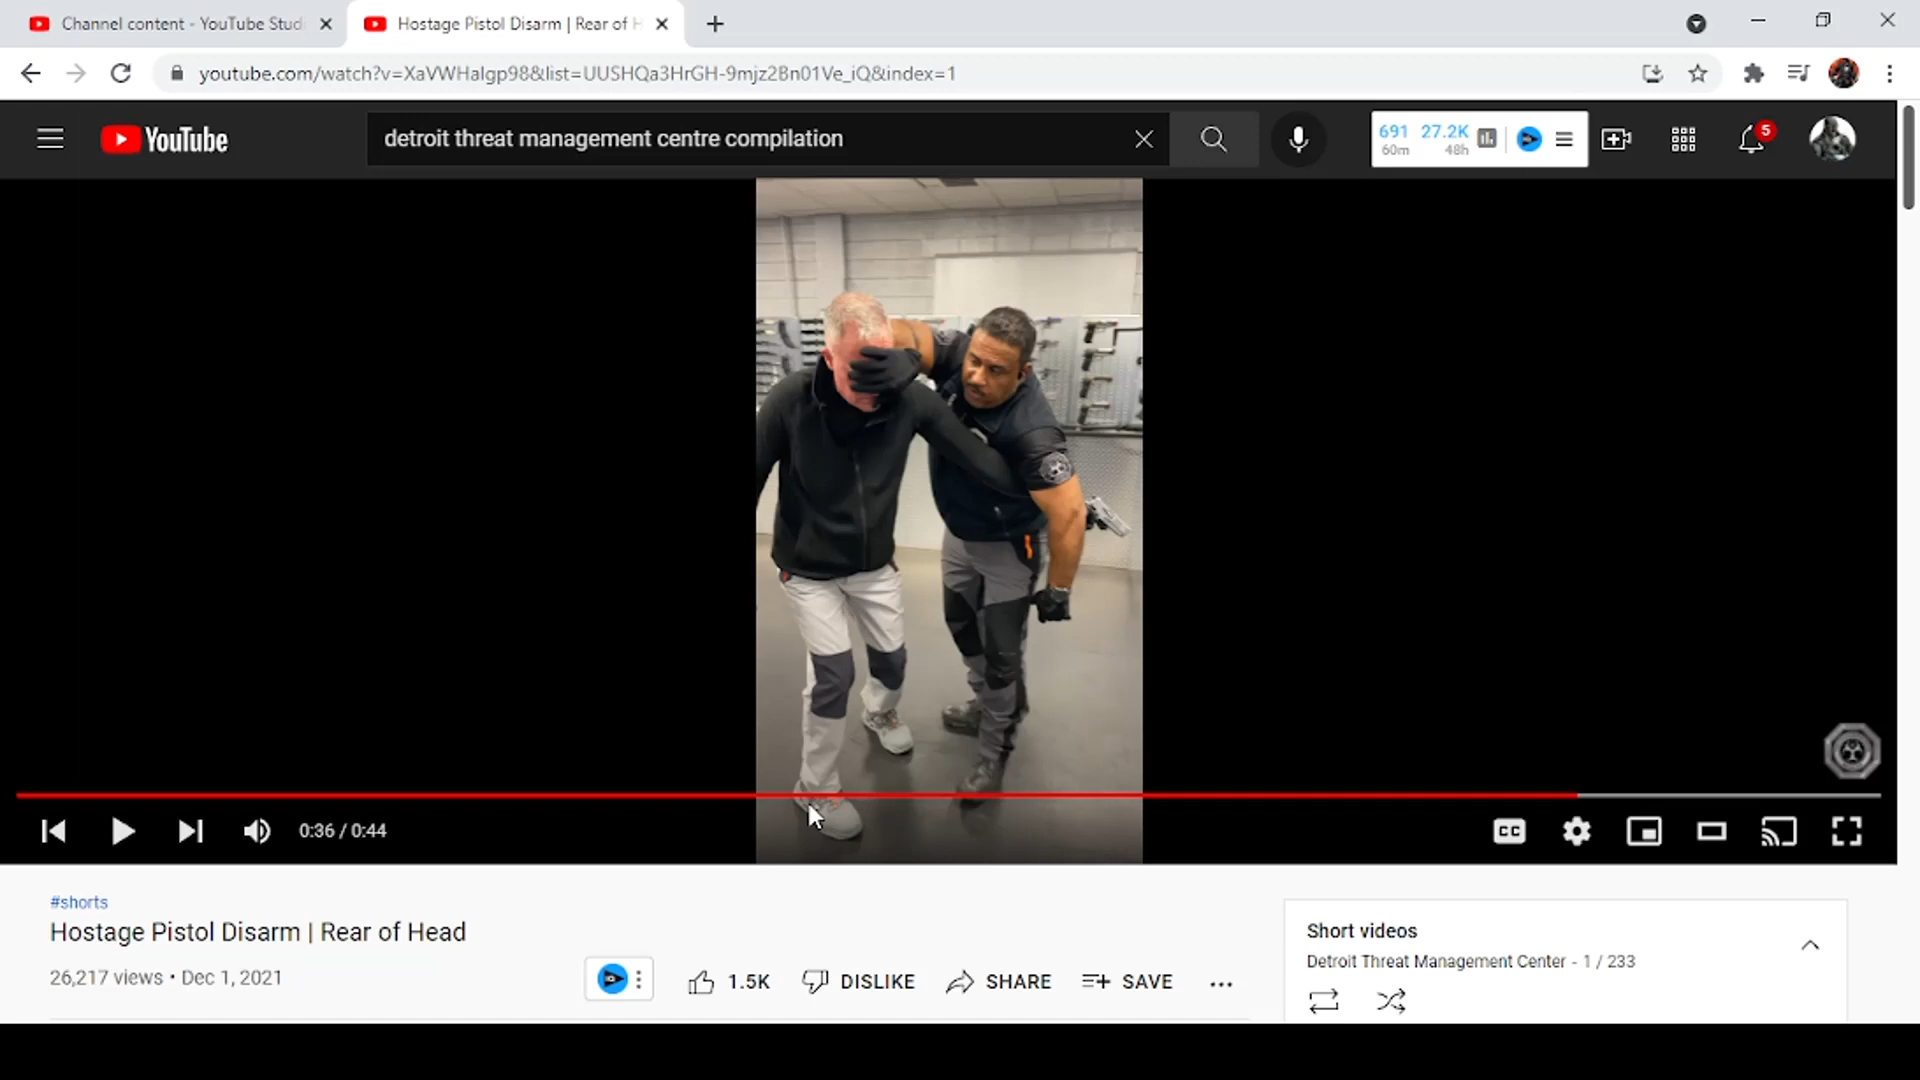 Channel content - YouTube Stud
Hostage Pistol Disarm | Rear of H
youtube.com/watch?v=XaVWHalgp98&list=UUSHQa3HrGH-9mjz2Bn01Ve_iQ&index=1
YouTube
detroit threat management centre compilation
691 27.2K
60m 48h
5
0:36 / 0:44
CC
#shorts
Hostage Pistol Disarm | Rear of Head
26,217 views • Dec 1, 2021
1.5K DISLIKE SHARE SAVE
Short videos
Detroit Threat Management Center - 1 / 233